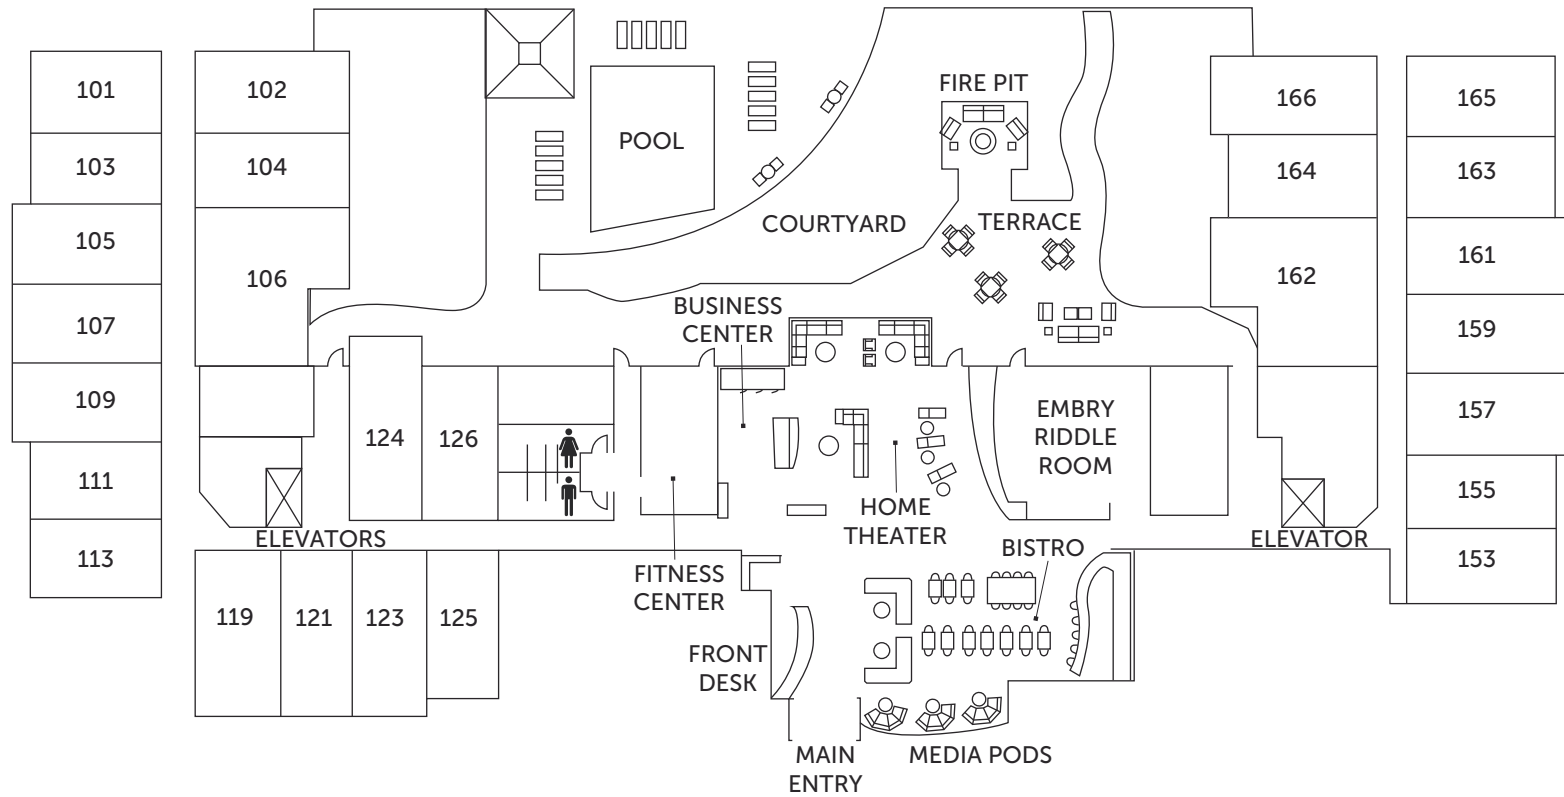 FIRE PIT
101
102
166
165
POOL
103
104
164
163
COURTYARD
TERRACE
105
106
161
162
BUSINESS
CENTER
107
159
109
124
126
EMBRY
RIDDLE
ROOM
157
111
155
HOME
THEATER
ELEVATORS
ELEVATOR
BISTRO
113
153
FITNESS
CENTER
119
121
123
125
FRONT
DESK
MAIN
ENTRY
MEDIA PODS